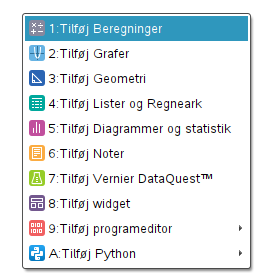 1:Tilføj Beregninger
2:Tilføj Grafer
3:Tilføj Geometri
4:Tilføj Lister og Regneark
5:Tilføj Diagrammer og statistik
6:Tilføj Noter
7:Tilføj Vernier DataQuest™
8:Tilføj widget
9:Tilføj programeditor
A:Tilføj Python